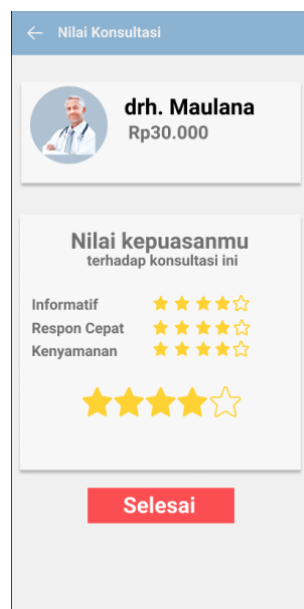 Nilai Konsultasi
drh. Maulana
Rp30.000
Nilai kepuasanmu
terhadap konsultasi ini
Informatif
Respon Cepat
Kenyamanan
Selesai